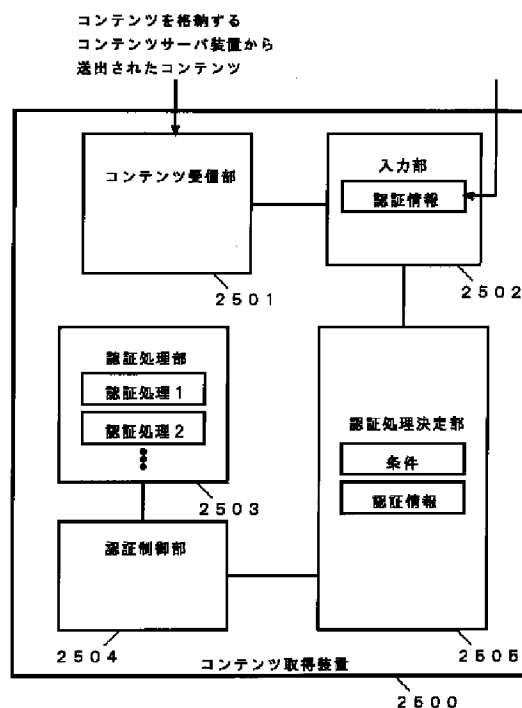 コンテンツを格納する
コンテンツサーバ装置から
送出されたコンテンツ
コンテンツ受信部
入力部
認証情報
2501
2502
認証処理部
認証処理1
認証処理2
認証処理決定部
条件
認証情報
2503
認証制御部
2504
2505
コンテンツ取得装置
2500